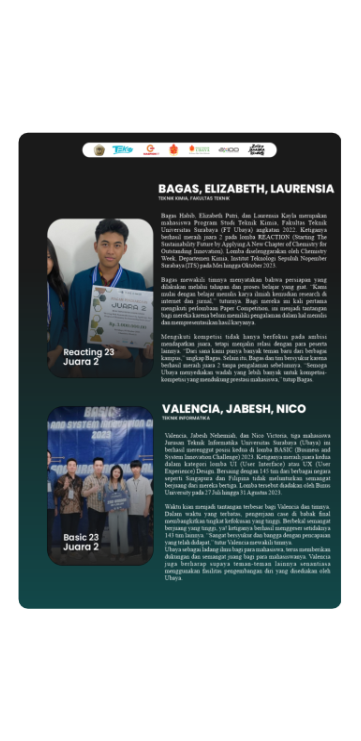 BAGAS, ELIZABETH, LAURENSIA
TEKNIK KIMIA, FAKULTAS TEKNIK
Bagas Habib, Elizabeth Putri, dan Laurensia Kayla merupakan
mahasiswa Program Studi Teknik Kimia, Fakultas Teknik
Universitas Surabaya (FT Ubaya) angkatan 2022. Ketiganya
berhasil meraih juara 2 pada lomba REACTION (Starting The
Sustainability Future by Applying A New Chapter of Chemistry for
Outstanding Innovation). Lomba diselenggarakan oleh Chemistry
Week, Departemen Kimia, Institut Teknologi Sepuluh Nopember
Surabaya (ITS) pada Mei hingga Oktober 2023.
Bagas mewakili timnya menyatakan bahwa persiapan yang
dilakukan melalui tahapan dan proses belajar yang giat. "Kami
mulai dengan belajar menulis karya ilmiah kemudian research di
internet dan jurnal," tuturnya. Bagi mereka ini kali pertama
mengikuti perlombaan Paper Competition, ini menjadi tantangan
bagi mereka karena belum memiliki pengalaman dalam hal menulis
dan mempresentasikan hasil karyanya.
Mengikuti kompetisi tidak hanya berfokus pada ambisi
mendapatkan juara, tetapi menjalin relasi dengan para peserta
lainnya. "Dari sana kami punya banyak teman baru dari berbagai
kampus," ungkap Bagas. Selain itu, Bagas dan tim bersyukur karena
berhasil meraih juara 2 tanpa pengalaman sebelumnya. "Semoga
Ubaya menyediakan wadah yang lebih banyak untuk kompetisi-
kompetisi yang mendukung prestasi mahasiswa," tutup Bagas.
JUARA 2
Reacting 23
Juara 2
VALENCIA, JABESH, NICO
TEKNIK INFORMATIKA
Valencia, Jabesh Nehemiah, dan Nico Victorio, tiga mahasiswa
Jurusan Teknik Informatika Universitas Surabaya (Ubaya) ini
berhasil merenggut posisi kedua di lomba BASIC (Business and
System Innovation Challenge) 2023. Ketiganya meraih juara kedua
dalam kategori lomba UI (User Interface) atau UX (User
Experience) Design. Bersaing dengan 145 tim dari berbagai negara
seperti Singapura dan Filipina tidak melunturkan semangat
berjuang dari mereka bertiga. Lomba tersebut diadakan oleh Binus
University pada 27 Juli hingga 31 Agustus 2023.
Waktu kian menjadi tantangan terbesar bagi Valencia dan timnya.
Dalam waktu yang terbatas, pengerjaan case di babak final
membangkitkan tingkat kefokusan yang tinggi. Berbekal semangat
berjuang yang tinggi, ya! ketiganya berhasil menggeser setidaknya
143 tim lainnya. "Sangat bersyukur dan bangga dengan pencapaian
yang telah didapat," tutur Valencia mewakili timnya.
Ubaya sebagai ladang ilmu bagi para mahasiswa, terus memberikan
dukungan dan semangat juang bagi para mahasiswanya. Valencia
juga berharap supaya teman-teman lainnya senantiasa
menggunakan fasilitas pengembangan diri yang disediakan oleh
Ubaya.
BASIC
Basic 23
Juara 2